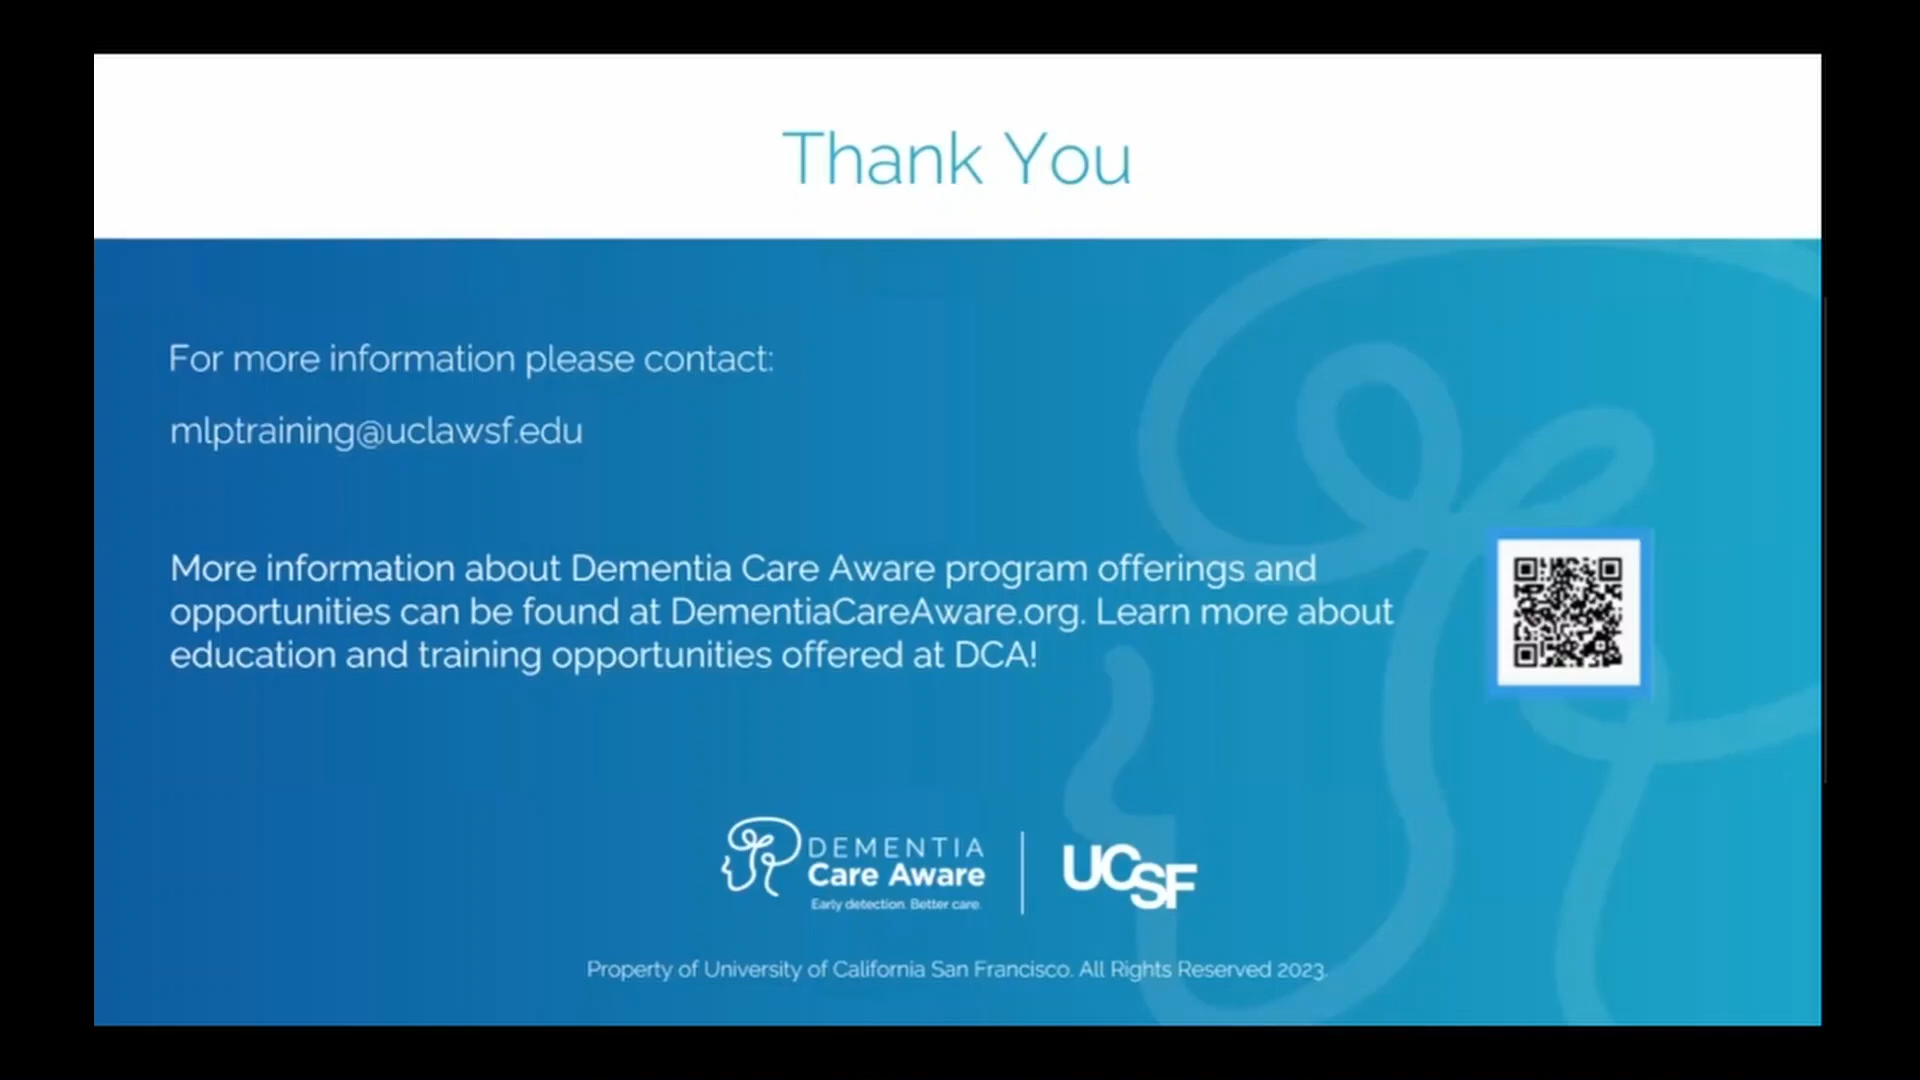 Thank You
For more information please contact:
mlptraining@uclawsf.edu
More information about Dementia Care Aware program offerings and
opportunities can be found at DementiaCareAware.org. Learn more about
education and training opportunities offered at DCA!
DEMENTIA
Care Aware
Early detection. Better care.
UCSF
Property of University of California San Francisco. All Rights Reserved 2023.